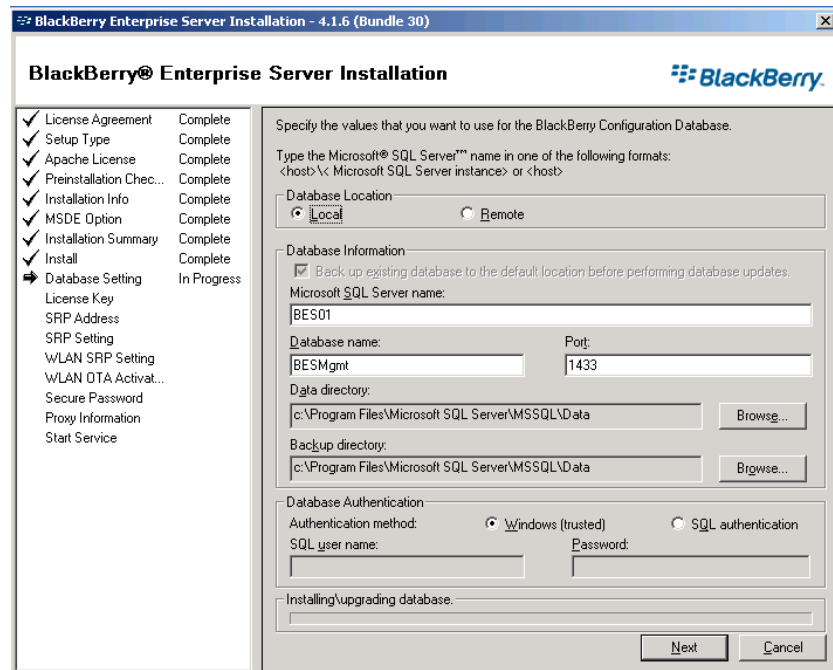 BlackBerry Enterprise Server Installation - 4.1.6 (Bundle 30)
BlackBerry® Enterprise Server Installation
BlackBerry.
License Agreement Complete
Setup Type Complete
Apache License Complete
Preinstallation Chec... Complete
Installation Info Complete
MSDE Option Complete
Installation Summary Complete
Install Complete
Database Setting In Progress
License Key
SRP Address
SRP Setting
WLAN SRP Setting
WLAN OTA Activat...
Secure Password
Proxy Information
Start Service
Specify the values that you want to use for the BlackBerry Configuration Database.
Type the Microsoft® SQL Server™ name in one of the following formats:
<host>\< Microsoft SQL Server instance> or <host>
Database Location
Local Remote
Database Information
Back up existing database to the default location before performing database updates.
Microsoft SQL Server name:
BES01
Database name: Port:
BESMgmt 1433
Data directory:
c:\Program Files\Microsoft SQL Server\MSSQL\Data Browse...
Backup directory:
c:\Program Files\Microsoft SQL Server\MSSQL\Data Browse...
Database Authentication
Authentication method: Windows (trusted) SQL authentication
SQL user name: Password:
Installing\upgrading database.
Next Cancel